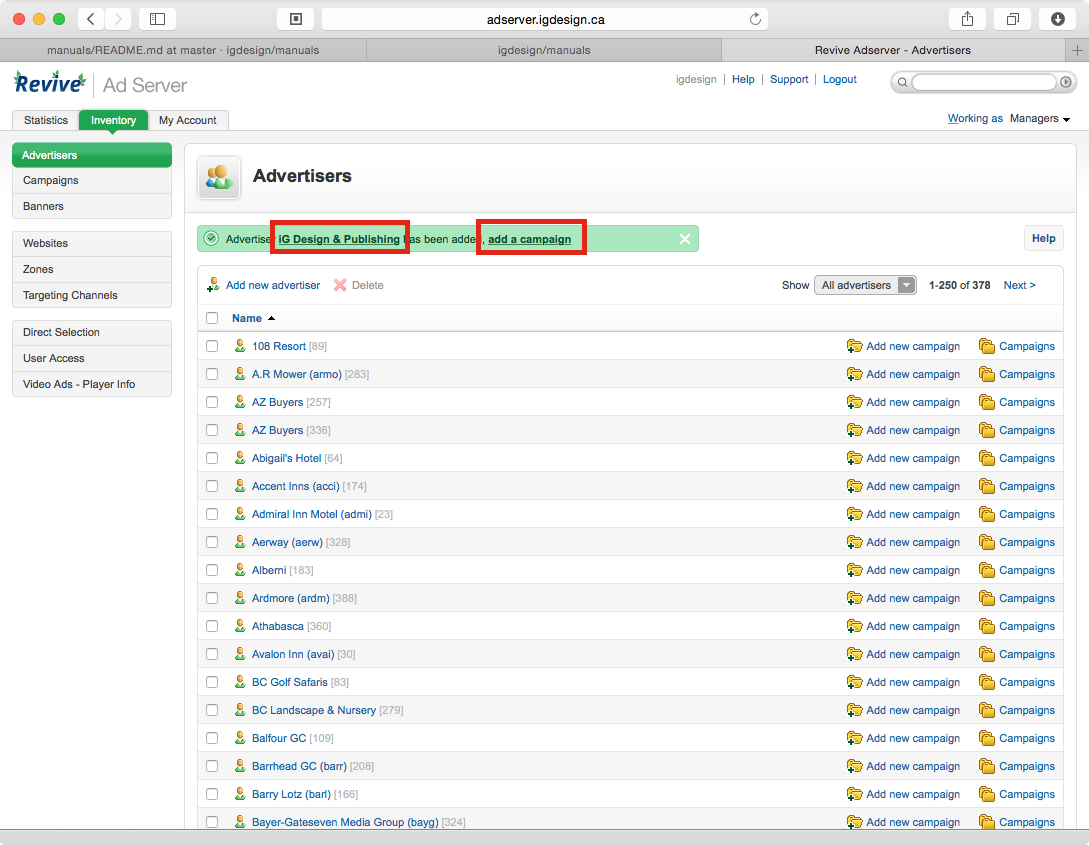 adserver.igdesign.ca
manuals/README.md at master · igdesign/manuals
igdesign/manuals
Revive Adserver - Advertisers
Revive Ad Server
igdesign | Help | Support | Logout
Statistics Inventory My Account
Working as Managers
Advertisers
Campaigns
Banners
Websites
Zones
Targeting Channels
Direct Selection
User Access
Video Ads - Player Info
Advertisers
Advertiser iG Design & Publishing has been added, add a campaign
Help
Add new advertiser Delete
Show All advertisers 1-250 of 378 Next >
Name
108 Resort [89] Add new campaign Campaigns
A.R Mower (armo) [283] Add new campaign Campaigns
AZ Buyers [257] Add new campaign Campaigns
AZ Buyers [336] Add new campaign Campaigns
Abigail's Hotel [64] Add new campaign Campaigns
Accent Inns (acci) [174] Add new campaign Campaigns
Admiral Inn Motel (admi) [23] Add new campaign Campaigns
Aerway (aerw) [328] Add new campaign Campaigns
Alberni [183] Add new campaign Campaigns
Ardmore (ardm) [388] Add new campaign Campaigns
Athabasca [360] Add new campaign Campaigns
Avalon Inn (avai) [30] Add new campaign Campaigns
BC Golf Safaris [83] Add new campaign Campaigns
BC Landscape & Nursery [279] Add new campaign Campaigns
Balfour GC [109] Add new campaign Campaigns
Barrhead GC (barr) [208] Add new campaign Campaigns
Barry Lotz (barl) [166] Add new campaign Campaigns
Bayer-Gateseven Media Group (bayg) [324] Add new campaign Campaigns